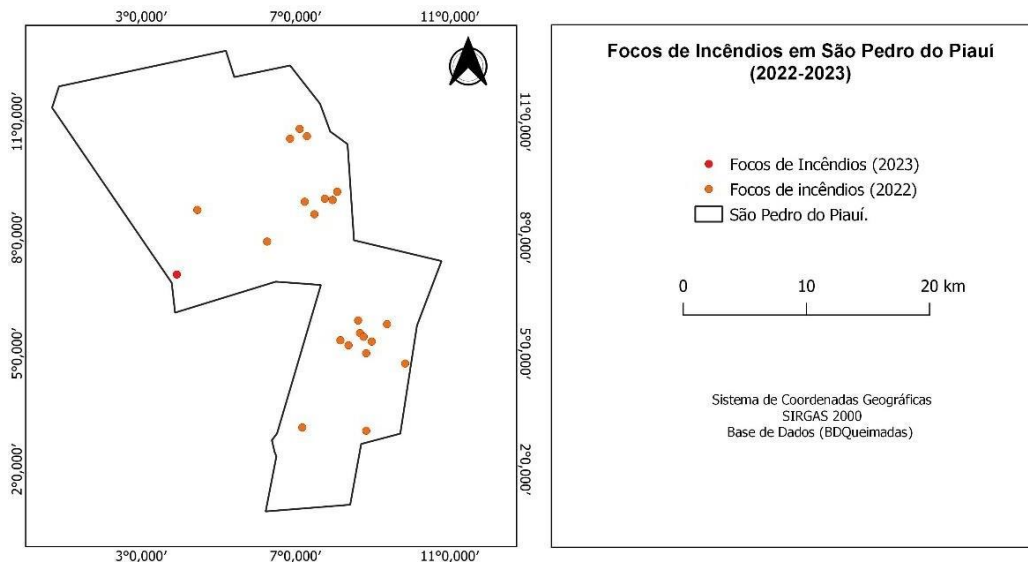 3°0,000′ 7°0,000′ 11°0,000′
11°0,000′ 8°0,000′ 5°0,000′ 2°0,000′
11°0,000′ 8°0,000′ 5°0,000′ 2°0,000′
3°0,000′ 7°0,000′ 11°0,000′
Focos de Incêndios em São Pedro do Piauí
(2022-2023)
Focos de Incêndios (2023)
Focos de incêndios (2022)
São Pedro do Piauí.
0 10 20 km
Sistema de Coordenadas Geográficas
SIRGAS 2000
Base de Dados (BDQueimadas)